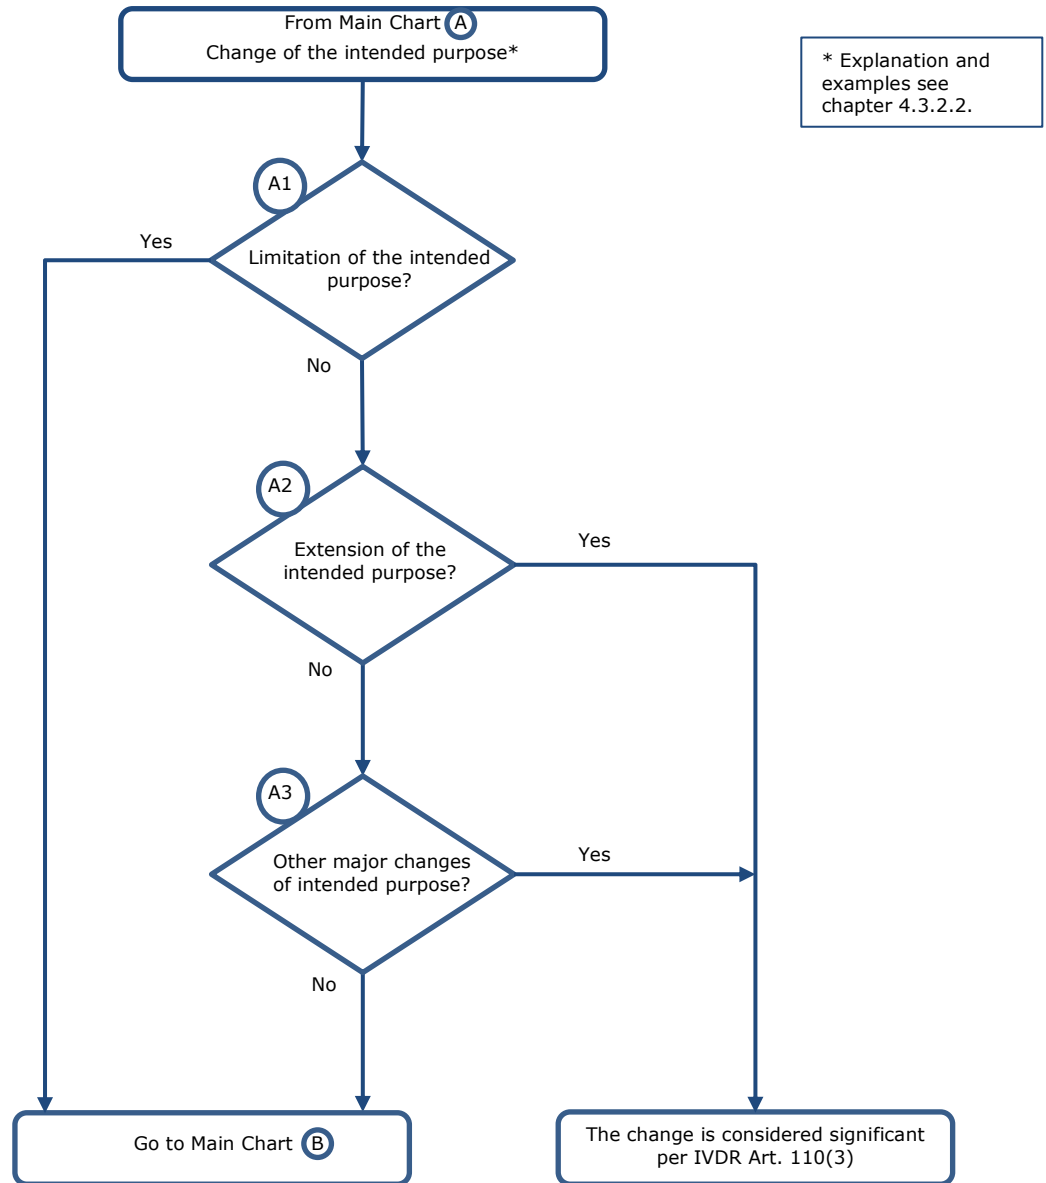 From Main Chart A
Change of the intended purpose*
* Explanation and
examples see
chapter 4.3.2.2.
A1
Yes
Limitation of the intended
purpose?
No
A2
Extension of the
intended purpose?
Yes
No
A3
Other major changes
of intended purpose?
Yes
No
Go to Main Chart B
The change is considered significant
per IVDR Art. 110(3)